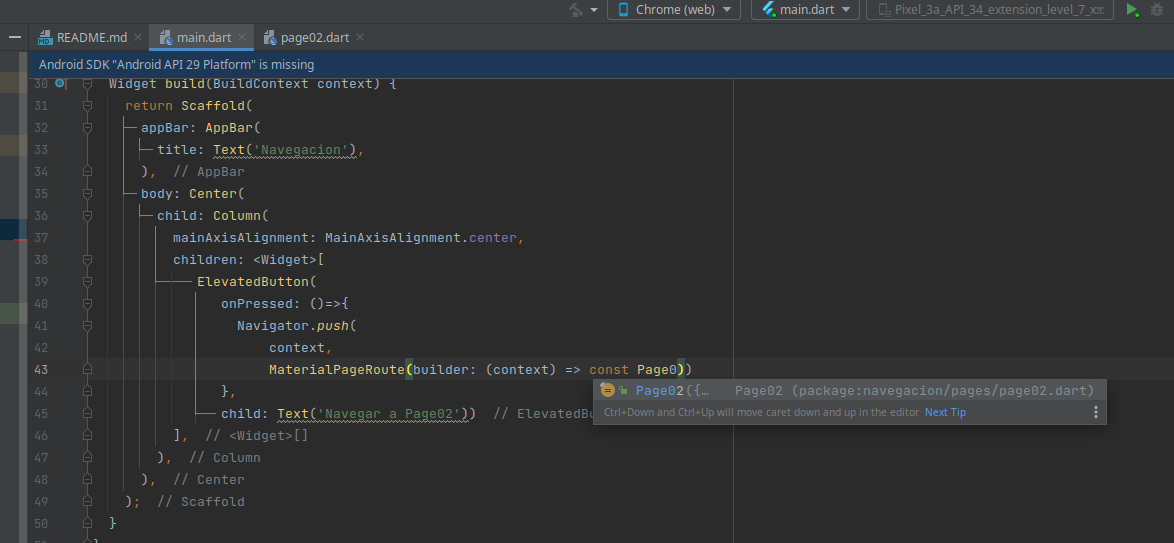 Chrome (web) main.dart Pixel_3a_API_34_extension_level_7_x...
README.md main.dart page02.dart
Android SDK "Android API 29 Platform" is missing
30 Widget build(BuildContext context) {
31 return Scaffold(
32 appBar: AppBar(
33 title: Text('Navegacion'),
34 ), // AppBar
35 body: Center(
36 child: Column(
37 mainAxisAlignment: MainAxisAlignment.center,
38 children: <Widget>[
39 ElevatedButton(
40 onPressed: ()=>{
41 Navigator.push(
42 context,
43 MaterialPageRoute(builder: (context) => const Page0))
44 },
Page02({… Page02 (package:navegacion/pages/page02.dart)
45 child: Text('Navegar a Page02')) // ElevatedBu
Ctrl+Down and Ctrl+Up will move caret down and up in the editor Next Tip
46 ], // <Widget>[]
47 ), // Column
48 ), // Center
49 ); // Scaffold
50 }